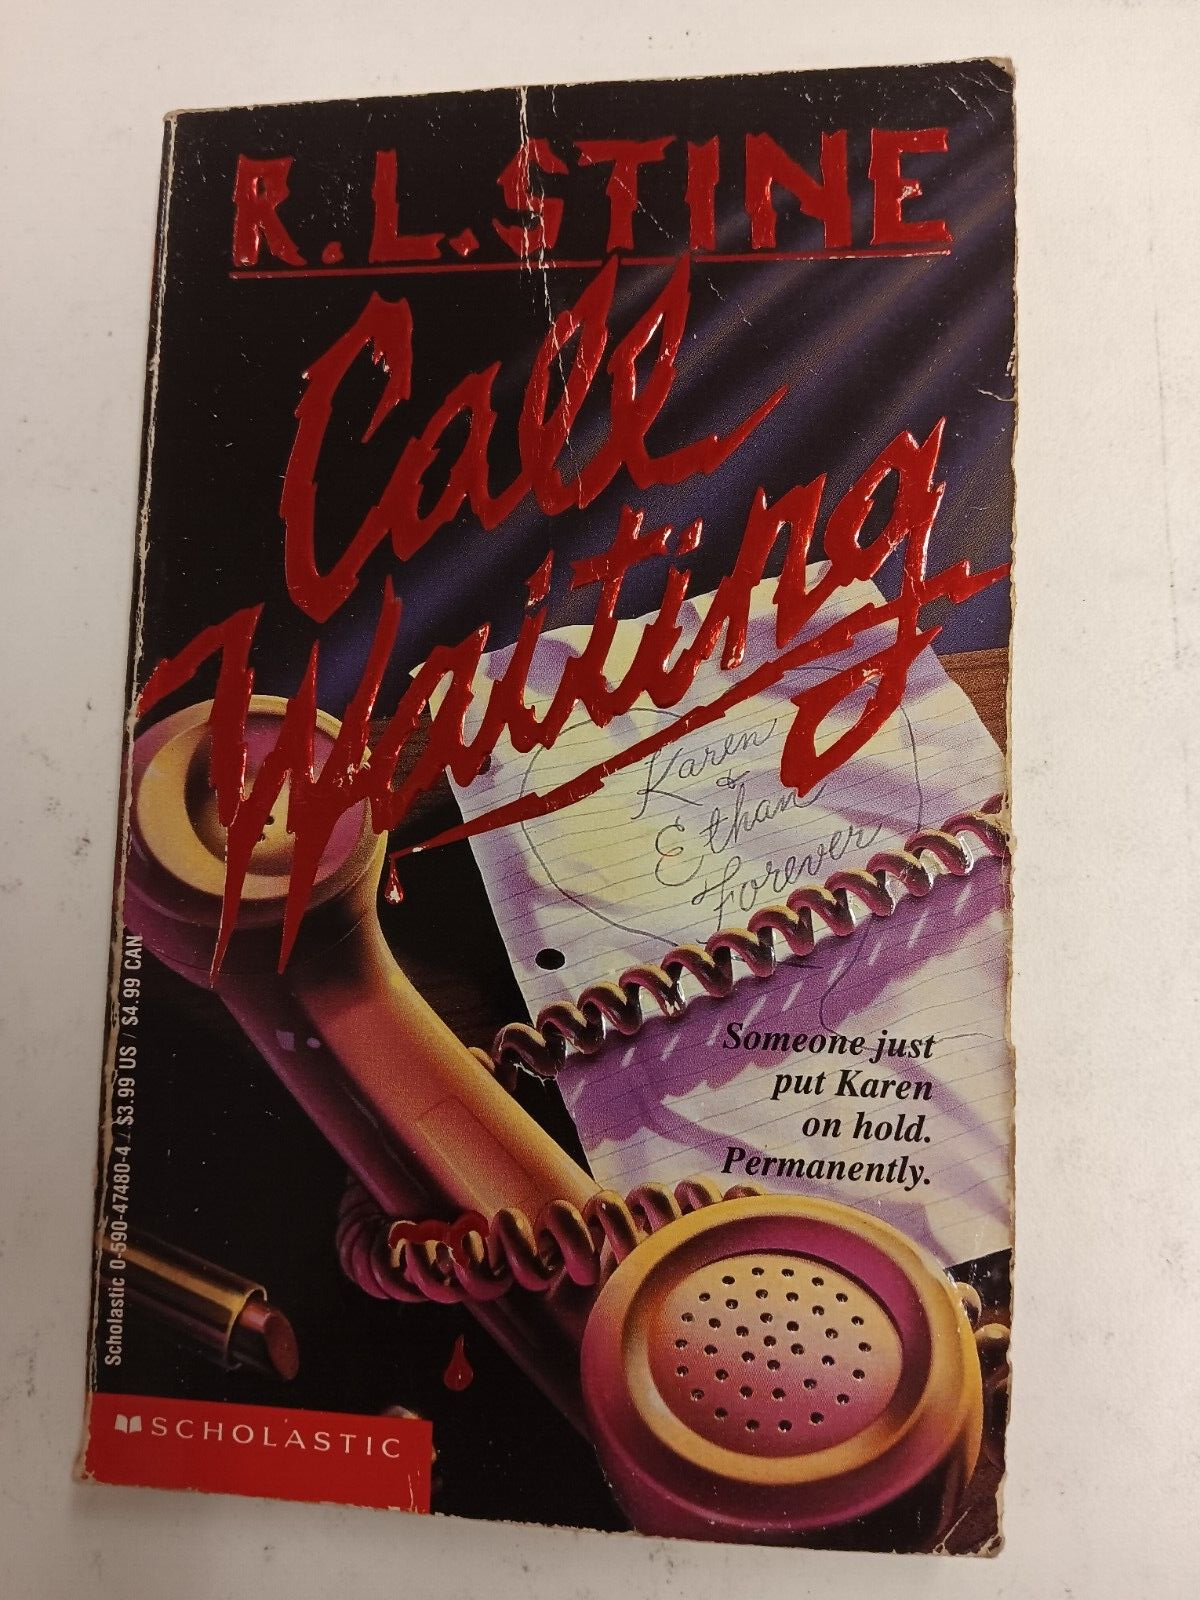 R.L.STINE
Call
Waiting
Karen
&
Ethan
Forever
Someone just
put Karen
on hold.
Permanently.
Scholastic 0-590-47480-4 / $3.99 US / $4.99 CAN
SCHOLASTIC